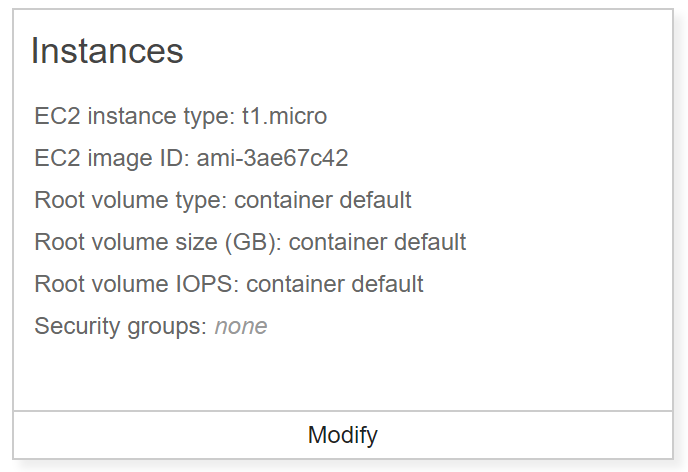 Instances
EC2 instance type: t1.micro
EC2 image ID: ami-3ae67c42
Root volume type: container default
Root volume size (GB): container default
Root volume IOPS: container default
Security groups: none
Modify